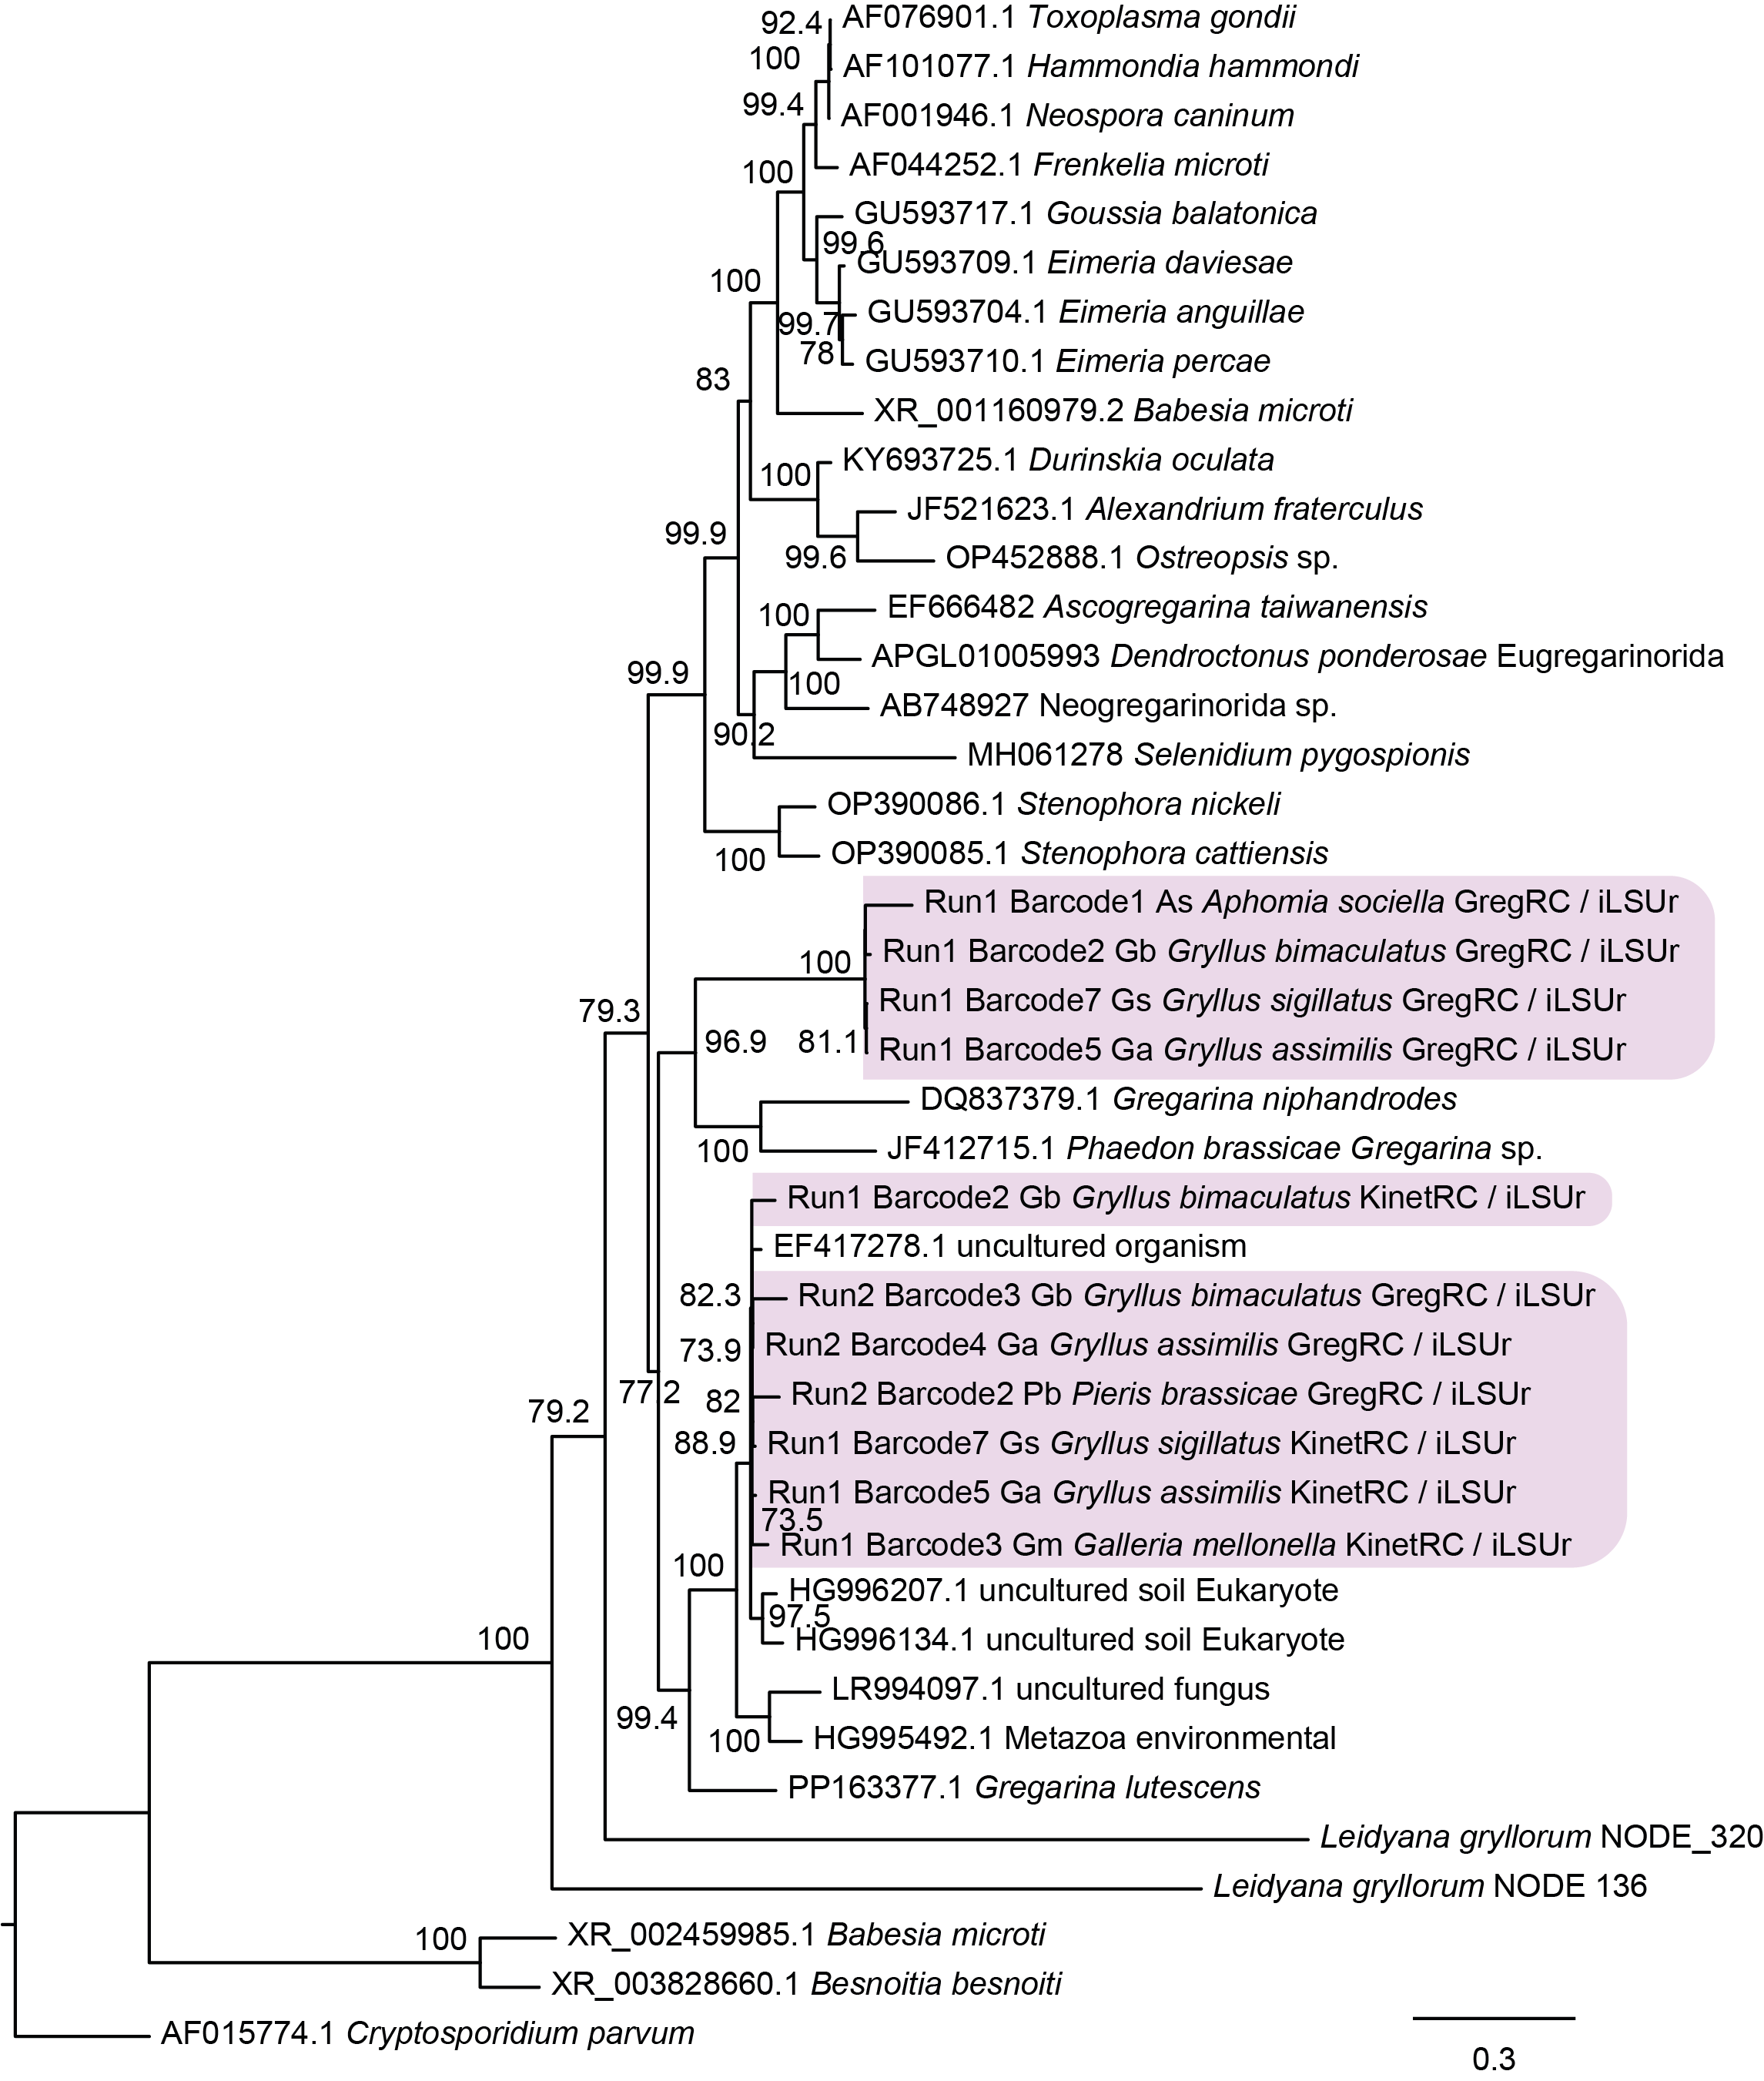 92.4 AF076901.1 Toxoplasma gondii
100
AF101077.1 Hammondia hammondi
99.4
AF001946.1 Neospora caninum
AF044252.1 Frenkelia microti
100
GU593717.1 Goussia balatonica
99.6
GU593709.1 Eimeria daviesae
100
GU593704.1 Eimeria anguillae
99.7
78
GU593710.1 Eimeria percae
83
XR_001160979.2 Babesia microti
KY693725.1 Durinskia oculata
100
JF521623.1 Alexandrium fraterculus
99.9
99.6
OP452888.1 Ostreopsis sp.
EF666482 Ascogregarina taiwanensis
100
APGL01005993 Dendroctonus ponderosae Eugregarinorida
99.9
100
AB748927 Neogregarinorida sp.
90.2
MH061278 Selenidium pygospionis
OP390086.1 Stenophora nickeli
100
OP390085.1 Stenophora cattiensis
Run1 Barcode1 As Aphomia sociella GregRC / iLSUr
100
Run1 Barcode2 Gb Gryllus bimaculatus GregRC / iLSUr
79.3
Run1 Barcode7 Gs Gryllus sigillatus GregRC / iLSUr
96.9
81.1
Run1 Barcode5 Ga Gryllus assimilis GregRC / iLSUr
DQ837379.1 Gregarina niphandrodes
100
JF412715.1 Phaedon brassicae Gregarina sp.
Run1 Barcode2 Gb Gryllus bimaculatus KinetRC / iLSUr
EF417278.1 uncultured organism
82.3
Run2 Barcode3 Gb Gryllus bimaculatus GregRC / iLSUr
73.9
Run2 Barcode4 Ga Gryllus assimilis GregRC / iLSUr
77.2
82
Run2 Barcode2 Pb Pieris brassicae GregRC / iLSUr
79.2
88.9
Run1 Barcode7 Gs Gryllus sigillatus KinetRC / iLSUr
Run1 Barcode5 Ga Gryllus assimilis KinetRC / iLSUr
73.5
Run1 Barcode3 Gm Galleria mellonella KinetRC / iLSUr
100
HG996207.1 uncultured soil Eukaryote
97.5
HG996134.1 uncultured soil Eukaryote
100
LR994097.1 uncultured fungus
99.4
100
HG995492.1 Metazoa environmental
PP163377.1 Gregarina lutescens
Leidyana gryllorum NODE_320
Leidyana gryllorum NODE 136
100
XR_002459985.1 Babesia microti
XR_003828660.1 Besnoitia besnoiti
AF015774.1 Cryptosporidium parvum
0.3